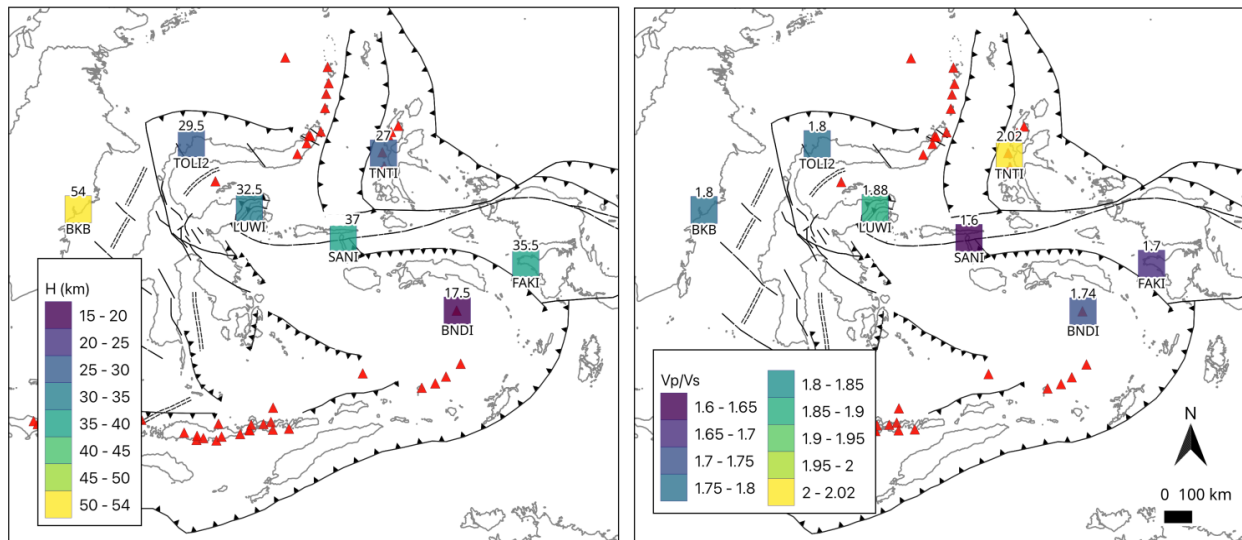 29.5
TOLI2
27
TNTI
54
BKB
32.5
LUWI
37
SANI
35.5
FAKI
17.5
BNDI
H (km)
15 - 20
20 - 25
25 - 30
30 - 35
35 - 40
40 - 45
45 - 50
50 - 54
1.8
TOLI2
2.02
TNTI
1.8
BKB
1.88
LUWI
1.6
SANI
1.7
FAKI
1.74
BNDI
Vp/Vs
1.6 - 1.65
1.65 - 1.7
1.7 - 1.75
1.75 - 1.8
1.8 - 1.85
1.85 - 1.9
1.9 - 1.95
1.95 - 2
2 - 2.02
N
0 100 km